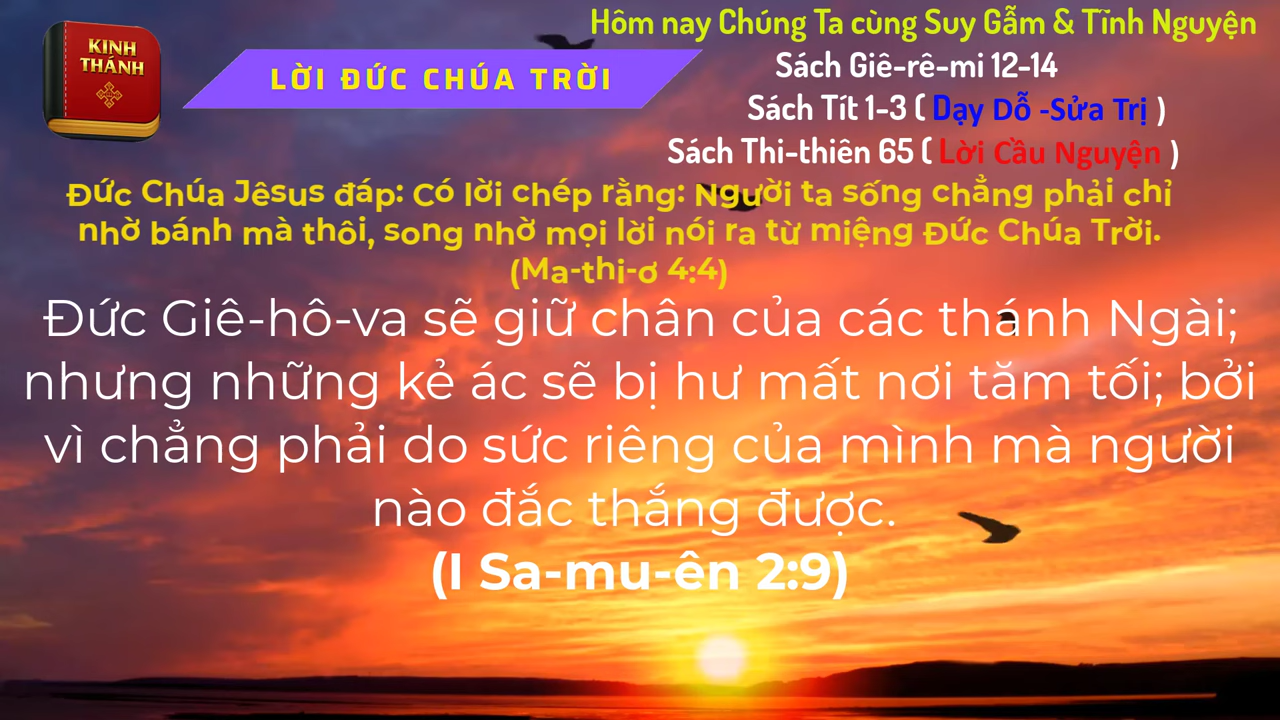 KINH
THÁNH
LỜI ĐỨC CHÚA TRỜI
Hôm nay Chúng Ta cùng Suy Gẫm & Tĩnh Nguyện
Sách Giê-rê-mi 12-14
Sách Tít 1-3 ( Dạy Dỗ -Sửa Trị )
Sách Thi-thiên 65 ( Lời Cầu Nguyện )
Đức Chúa Jêsus đáp: Có lời chép rằng: Người ta sống chẳng phải chỉ
nhờ bánh mà thôi, song nhờ mọi lời nói ra từ miệng Đức Chúa Trời.
(Ma-thi-ơ 4:4)
Đức Giê-hô-va sẽ giữ chân của các thánh Ngài;
nhưng những kẻ ác sẽ bị hư mất nơi tăm tối; bởi
vì chẳng phải do sức riêng của mình mà người
nào đắc thắng được.
(I Sa-mu-ên 2:9)